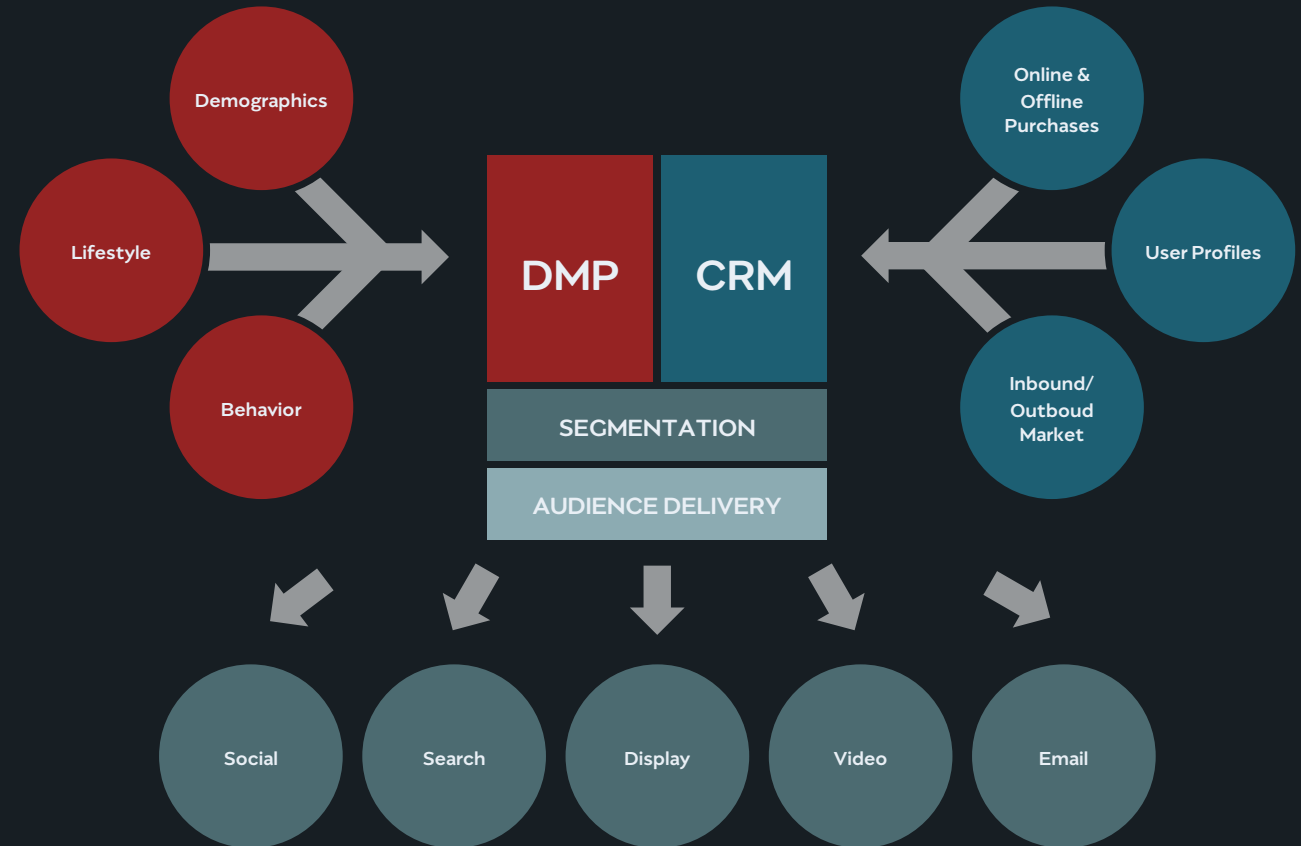 Demographics
Lifestyle
Behavior
DMP
CRM
SEGMENTATION
AUDIENCE DELIVERY
Online &
Offline
Purchases
User Profiles
Inbound/
Outboud
Market
Social
Search
Display
Video
Email